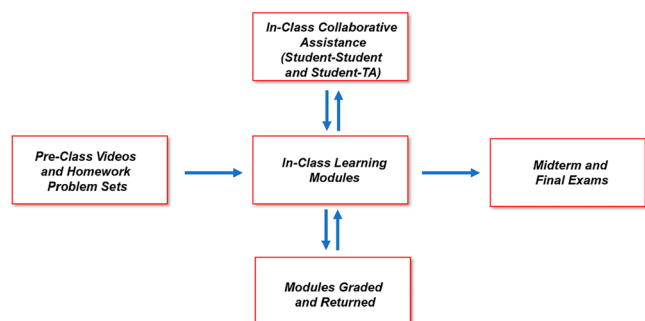 In-Class Collaborative
Assistance
(Student-Student
and Student-TA)
Pre-Class Videos
and Homework
Problem Sets
In-Class Learning
Modules
Midterm and
Final Exams
Modules Graded
and Returned